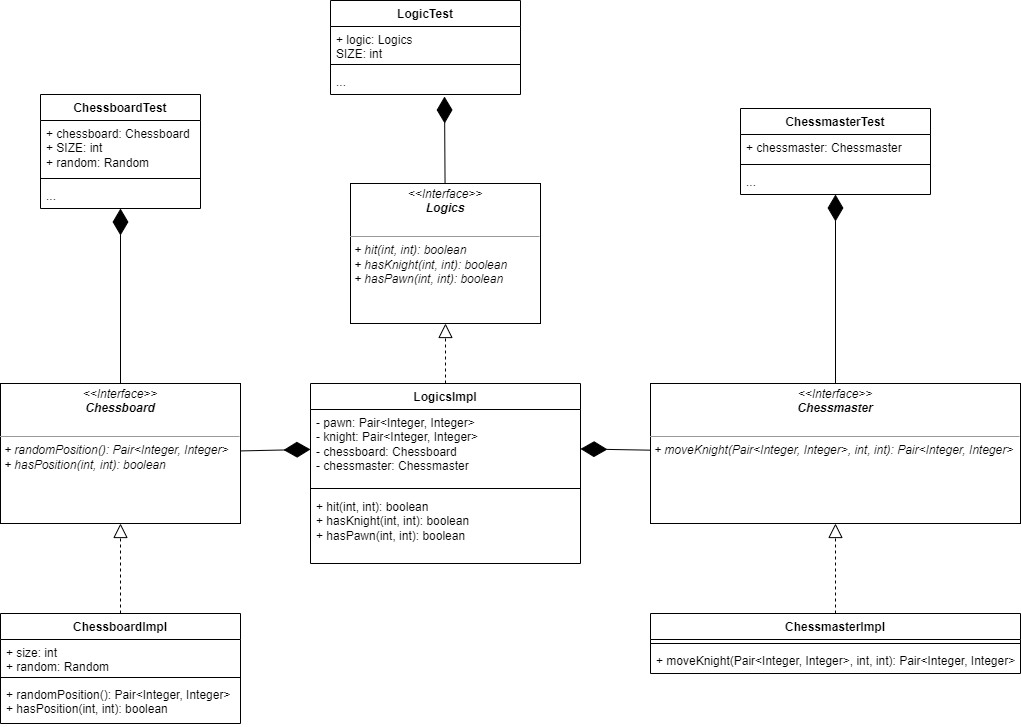 LogicTest
+ logic: Logics
SIZE: int
...
ChessboardTest
+ chessboard: Chessboard
+ SIZE: int
+ random: Random
...
ChessmasterTest
+ chessmaster: Chessmaster
...
<<Interface>>
Logics
+ hit(int, int): boolean
+ hasKnight(int, int): boolean
+ hasPawn(int, int): boolean
<<Interface>>
Chessboard
+ randomPosition(): Pair<Integer, Integer>
+ hasPosition(int, int): boolean
LogicsImpl
- pawn: Pair<Integer, Integer>
- knight: Pair<Integer, Integer>
- chessboard: Chessboard
- chessmaster: Chessmaster
+ hit(int, int): boolean
+ hasKnight(int, int): boolean
+ hasPawn(int, int): boolean
<<Interface>>
Chessmaster
+ moveKnight(Pair<Integer, Integer>, int, int): Pair<Integer, Integer>
ChessboardImpl
+ size: int
+ random: Random
+ randomPosition(): Pair<Integer, Integer>
+ hasPosition(int, int): boolean
ChessmasterImpl
+ moveKnight(Pair<Integer, Integer>, int, int): Pair<Integer, Integer>